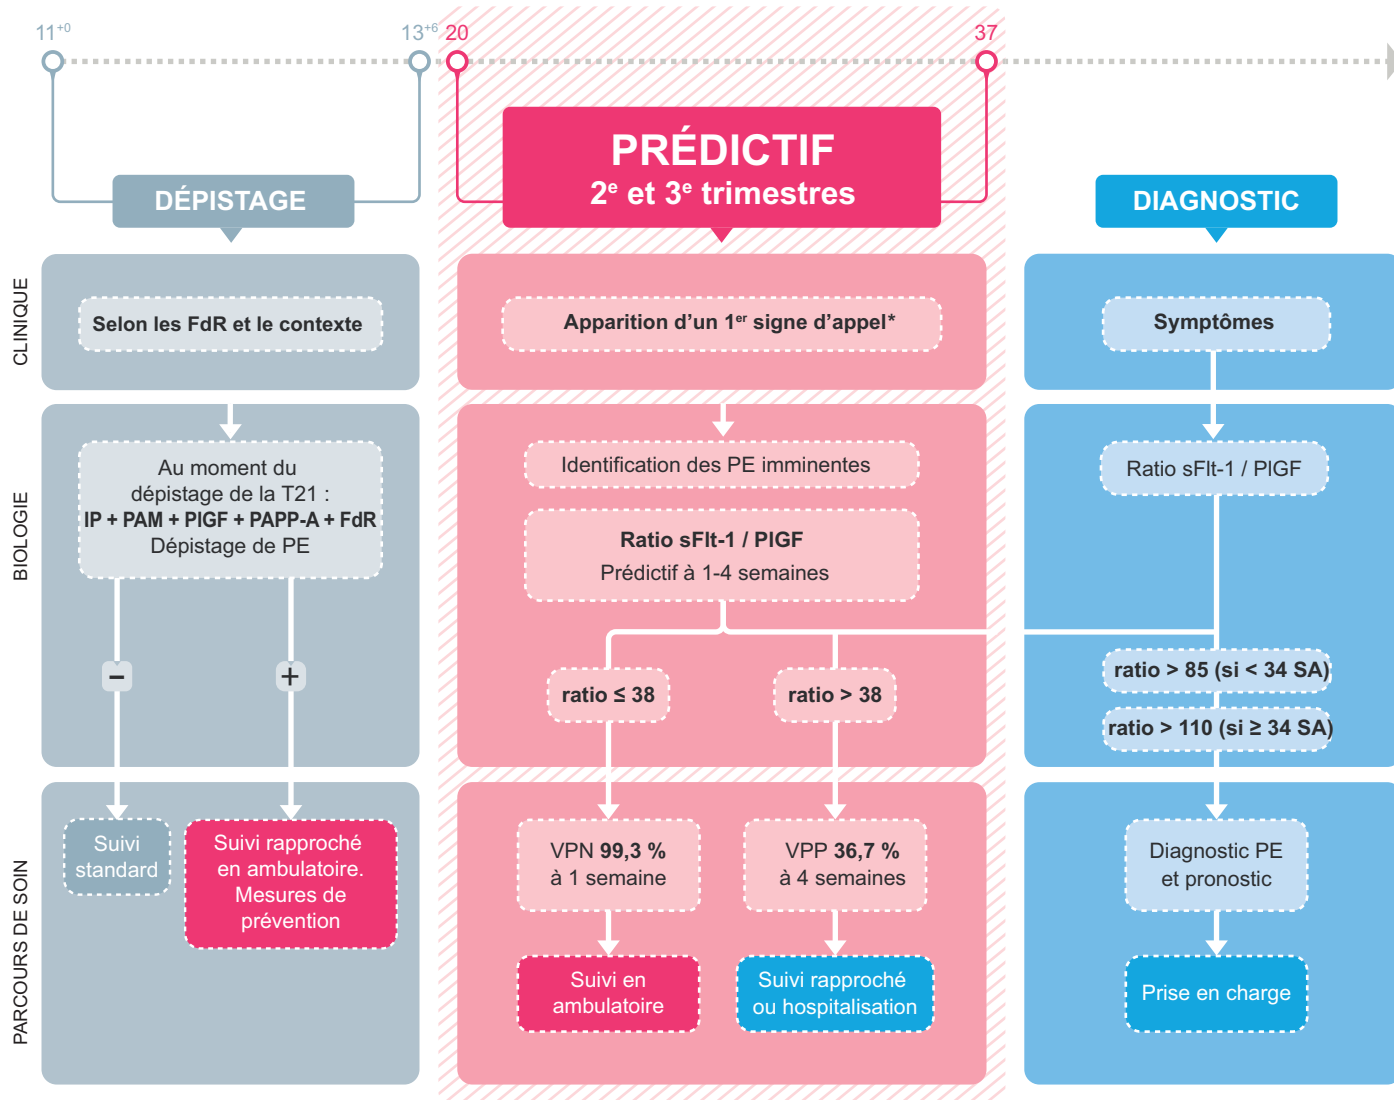 11+0
13+6
20
37
DÉPISTAGE
PRÉDICTIF
2e et 3e trimestres
DIAGNOSTIC
CLINIQUE
Selon les FdR et le contexte
Apparition d’un 1er signe d’appel*
Symptômes
BIOLOGIE
Au moment du
dépistage de la T21 :
IP + PAM + PlGF + PAPP-A + FdR
Dépistage de PE
−
+
Identification des PE imminentes
Ratio sFlt-1 / PlGF
Prédictif à 1-4 semaines
ratio ≤ 38
ratio > 38
Ratio sFlt-1 / PlGF
ratio > 85 (si < 34 SA)
ratio > 110 (si ≥ 34 SA)
PARCOURS DE SOIN
Suivi
standard
Suivi rapproché
en ambulatoire.
Mesures de
prévention
VPN 99,3 %
à 1 semaine
VPP 36,7 %
à 4 semaines
Suivi en
ambulatoire
Suivi rapproché
ou hospitalisation
Diagnostic PE
et pronostic
Prise en charge